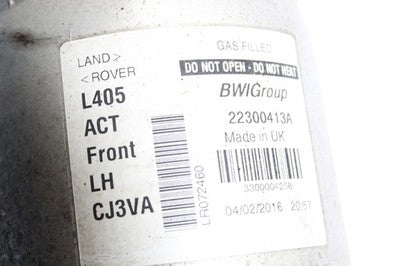 LAND >
< ROVER
L405
ACT
Front
LH
CJ3VA
LR072460
GAS FILLED
DO NOT OPEN - DO NOT HEAT
BWIGroup
22300413A
Made in UK
04/02/2016